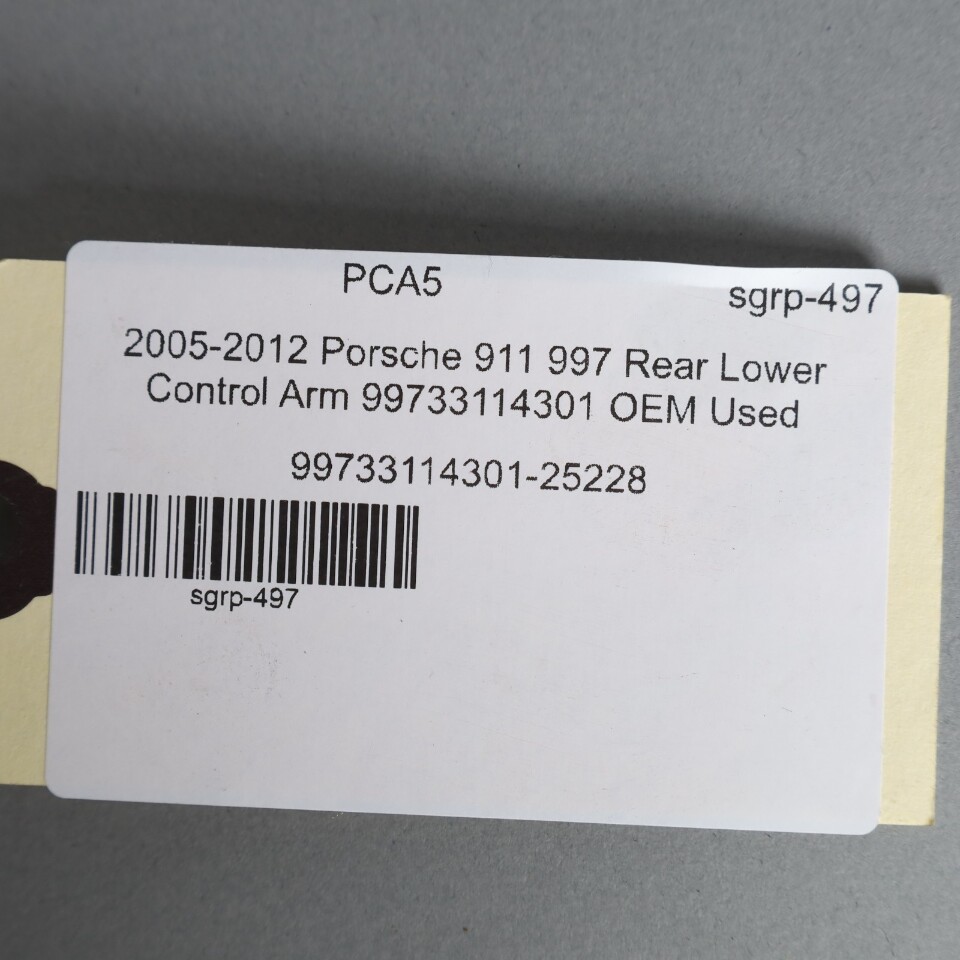 PCA5
sgrp-497
2005-2012 Porsche 911 997 Rear Lower
Control Arm 99733114301 OEM Used
99733114301-25228
sgrp-497